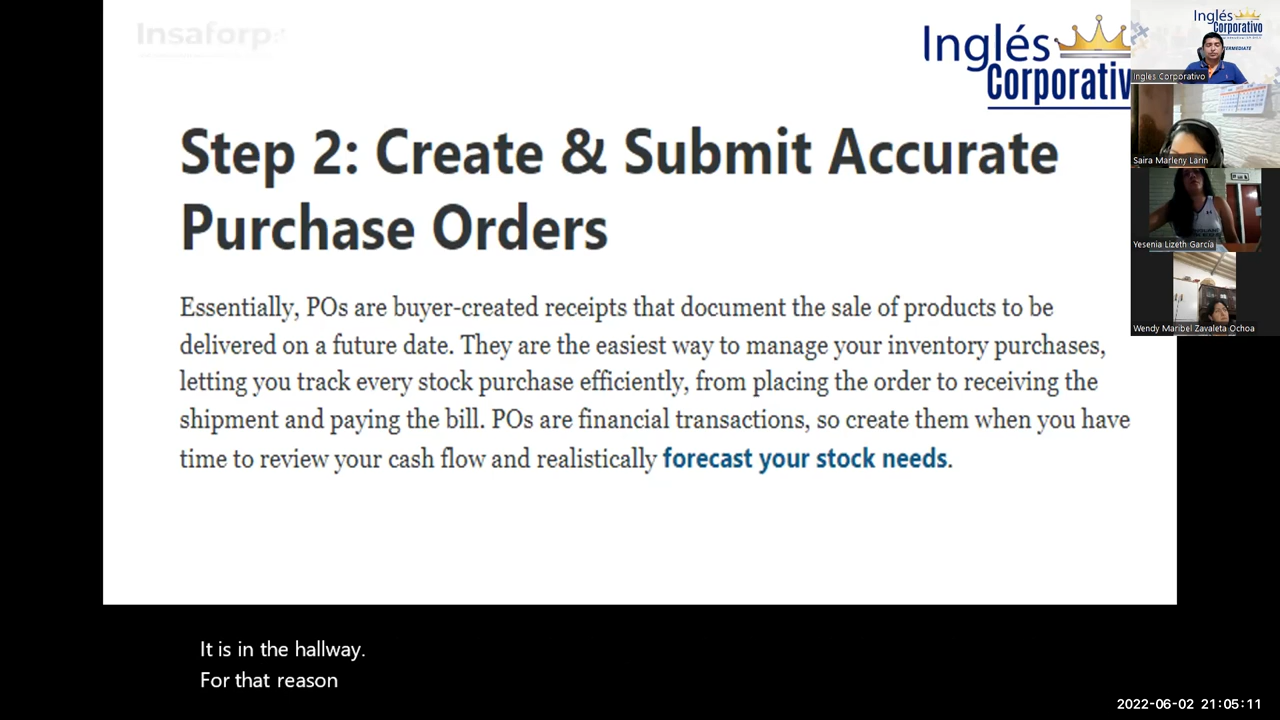 Insaforp
Inglés
Corporativ
Step 2: Create & Submit Accurate
Purchase Orders
Essentially, POs are buyer-created receipts that document the sale of products to be
delivered on a future date. They are the easiest way to manage your inventory purchases,
letting you track every stock purchase efficiently, from placing the order to receiving the
shipment and paying the bill. POs are financial transactions, so create them when you have
time to review your cash flow and realistically forecast your stock needs.
Inglés
Corporativo
Ingles Corporativo
Saira Marleny Larin
Yesenia Lizeth García
Wendy Maribel Zavaleta Ochoa
It is in the hallway.
For that reason
2022-06-02 21:05:11